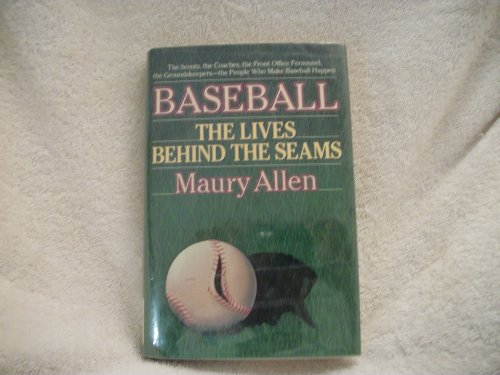 The Scouts, the Coaches, the Front Office Personnel,
the Groundskeepers—the People Who Make Baseball Happen
BASEBALL
THE LIVES
BEHIND THE SEAMS
Maury Allen